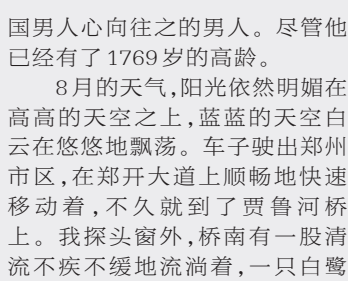 国男人心向往之的男人。尽管他
已经有了1769岁的高龄。
8月的天气,阳光依然明媚在
高高的天空之上,蓝蓝的天空白
云在悠悠地飘荡。车子驶出郑州
市区,在郑开大道上顺畅地快速
移动着,不久就到了贾鲁河桥
上。我探头窗外,桥南有一股清
流不疾不缓地流淌着,一只白鹭